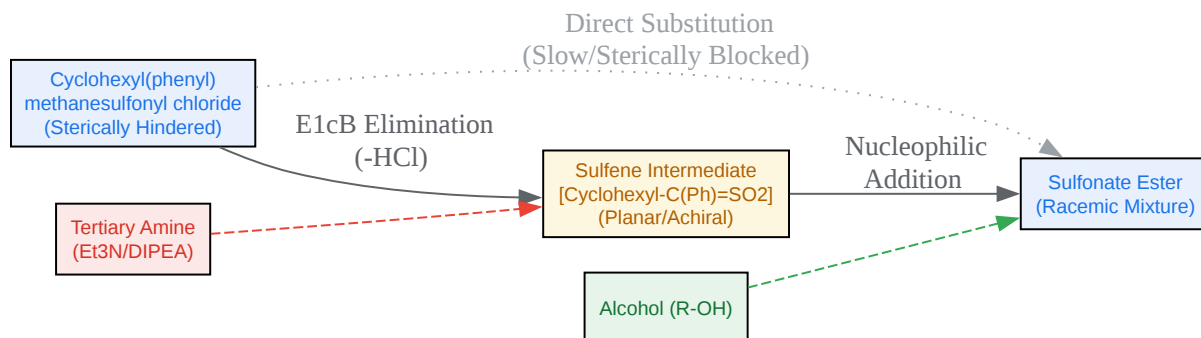 Direct Substitution
(Slow/Sterically Blocked)
Cyclohexyl(phenyl)
methanesulfonyl chloride
(Sterically Hindered)
E1cB Elimination
(-HCl)
Nucleophilic
Addition
Sulfene Intermediate
[Cyclohexyl-C(Ph)=SO2]
(Planar/Achiral)
Sulfonate Ester
(Racemic Mixture)
Tertiary Amine
(Et3N/DIPEA)
Alcohol (R-OH)